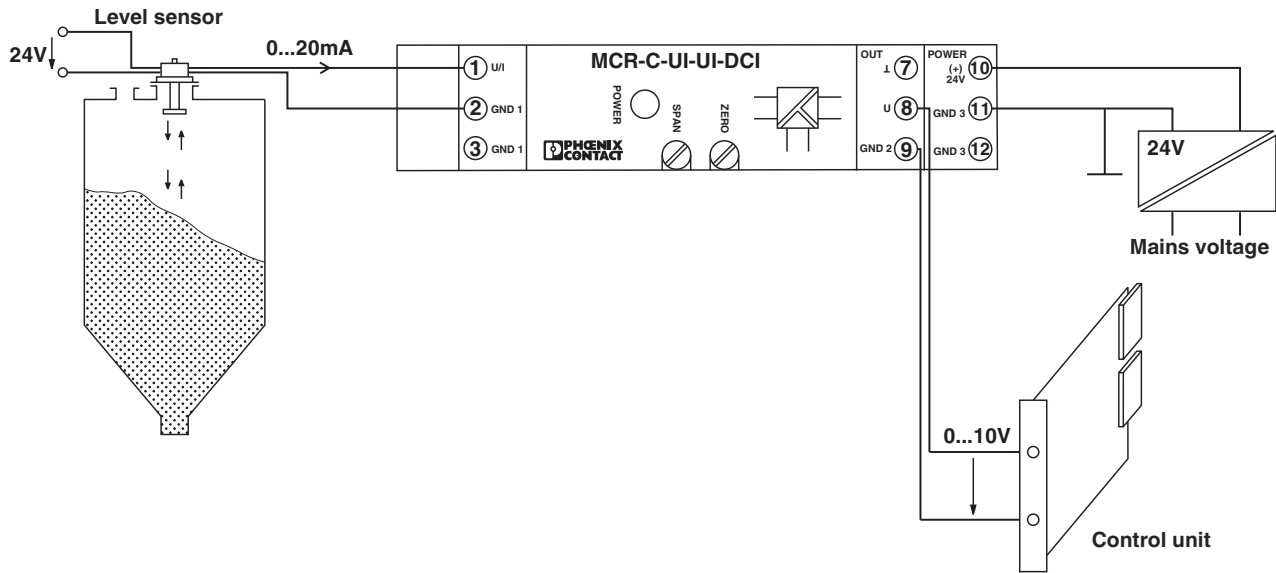 Level sensor
24V
0...20mA
1 U/I
2 GND 1
3 GND 1
MCR-C-UI-UI-DCI
POWER
SPAN
ZERO
PHŒNIX
CONTACT
OUT
⊥ 7
U 8
GND 2 9
POWER
(+)
24V 10
GND 3 11
GND 3 12
24V
Mains voltage
0...10V
Control unit